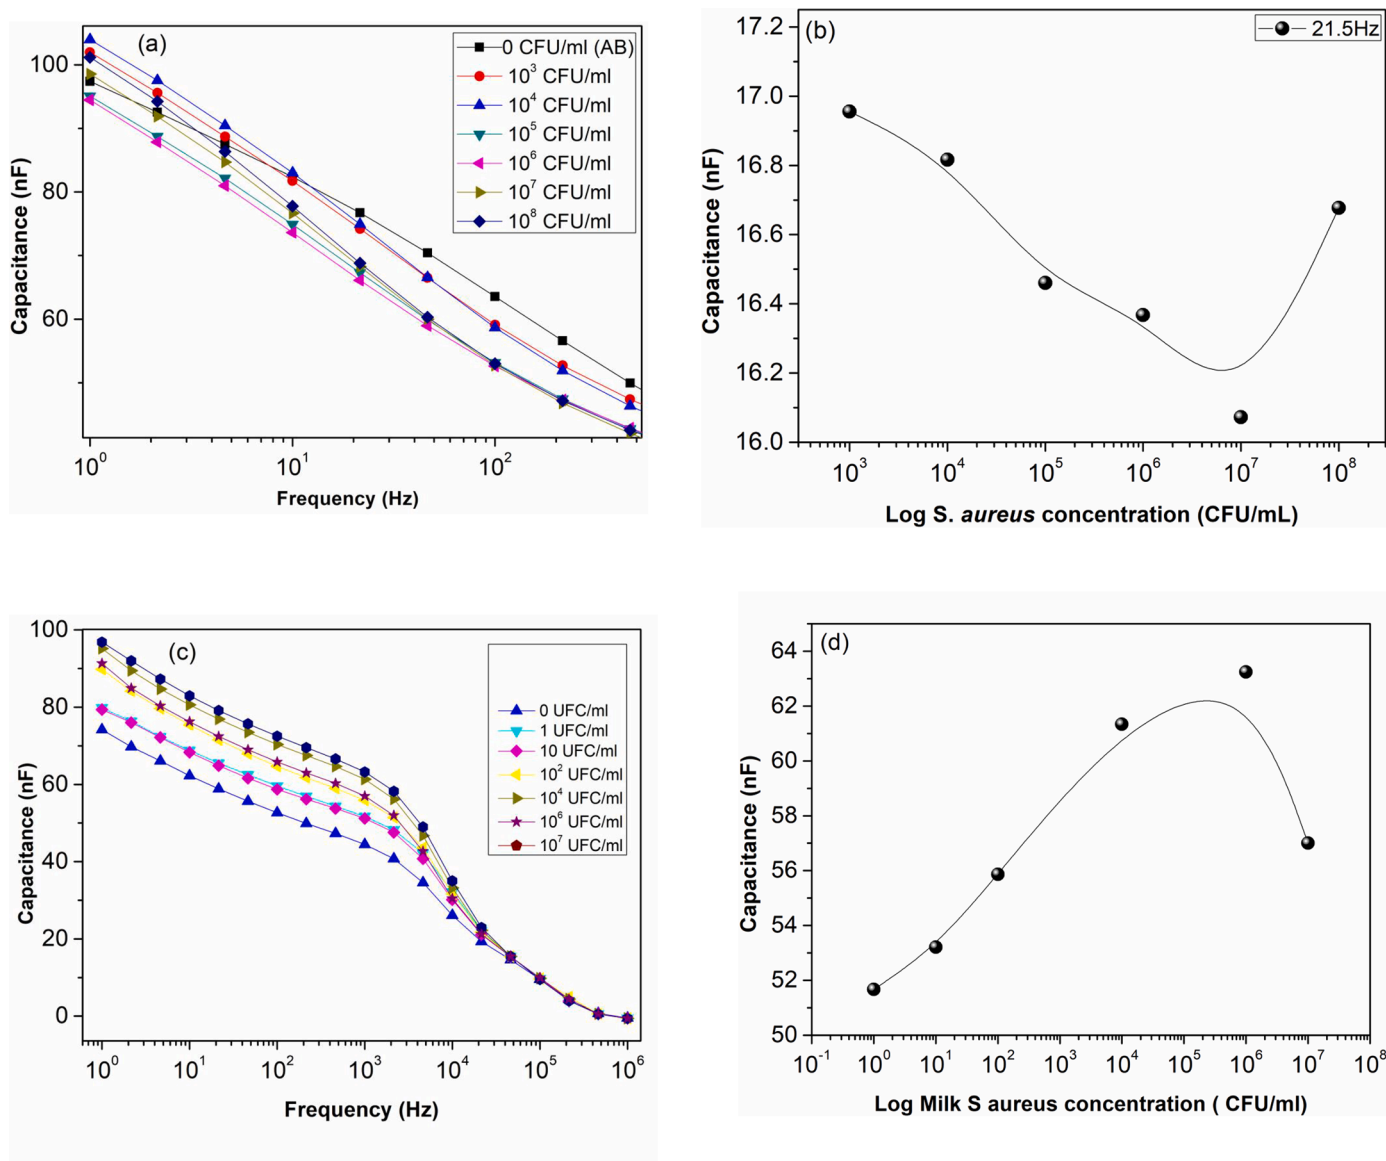 (a)
0 CFU/ml (AB)
10³ CFU/ml
10⁴ CFU/ml
10⁵ CFU/ml
10⁶ CFU/ml
10⁷ CFU/ml
10⁸ CFU/ml
100
80
60
Capacitance (nF)
10⁰ 10¹ 10²
Frequency (Hz)
(b)
21.5Hz
17.2
17.0
16.8
16.6
16.4
16.2
16.0
Capacitance (nF)
10³ 10⁴ 10⁵ 10⁶ 10⁷ 10⁸
Log S. aureus concentration (CFU/mL)
(c)
0 UFC/ml
1 UFC/ml
10 UFC/ml
10² UFC/ml
10⁴ UFC/ml
10⁶ UFC/ml
10⁷ UFC/ml
100
80
60
40
20
0
Capacitance (nF)
10⁰ 10¹ 10² 10³ 10⁴ 10⁵ 10⁶
Frequency (Hz)
(d)
64
62
60
58
56
54
52
50
Capacitance (nF)
10⁻¹ 10⁰ 10¹ 10² 10³ 10⁴ 10⁵ 10⁶ 10⁷ 10⁸
Log Milk S aureus concentration ( CFU/ml)